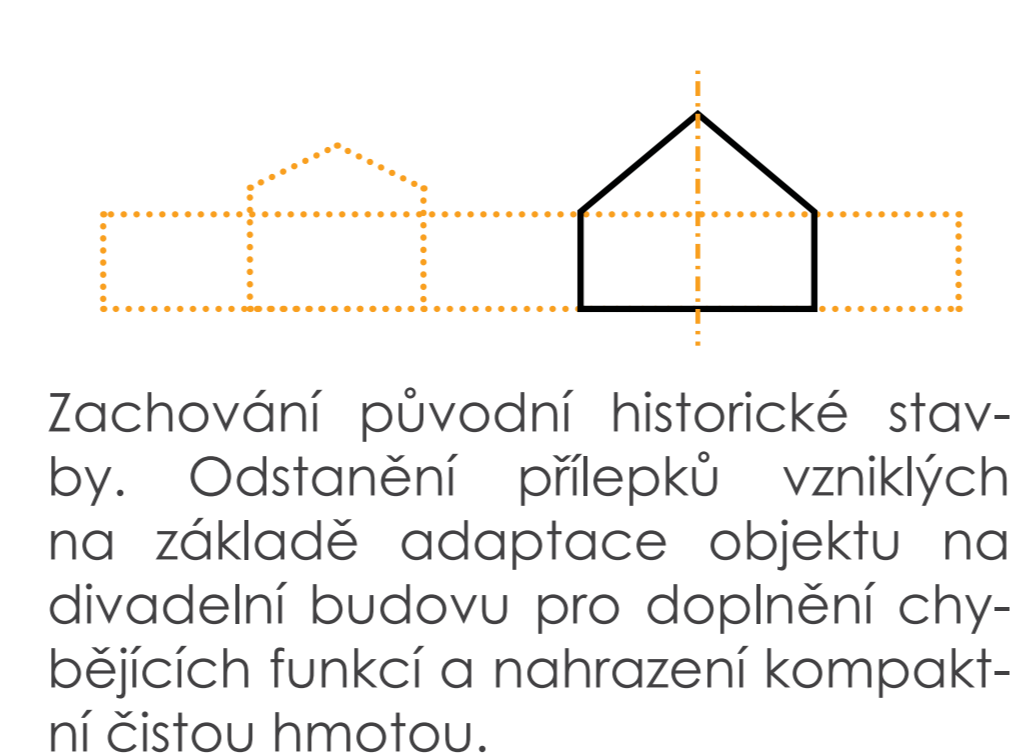 Zachování původní historické stav-
by. Odstanění přílepků vzniklých
na základě adaptace objektu na
divadelní budovu pro doplnění chy-
bějících funkcí a nahrazení kompakt-
ní čistou hmotou.